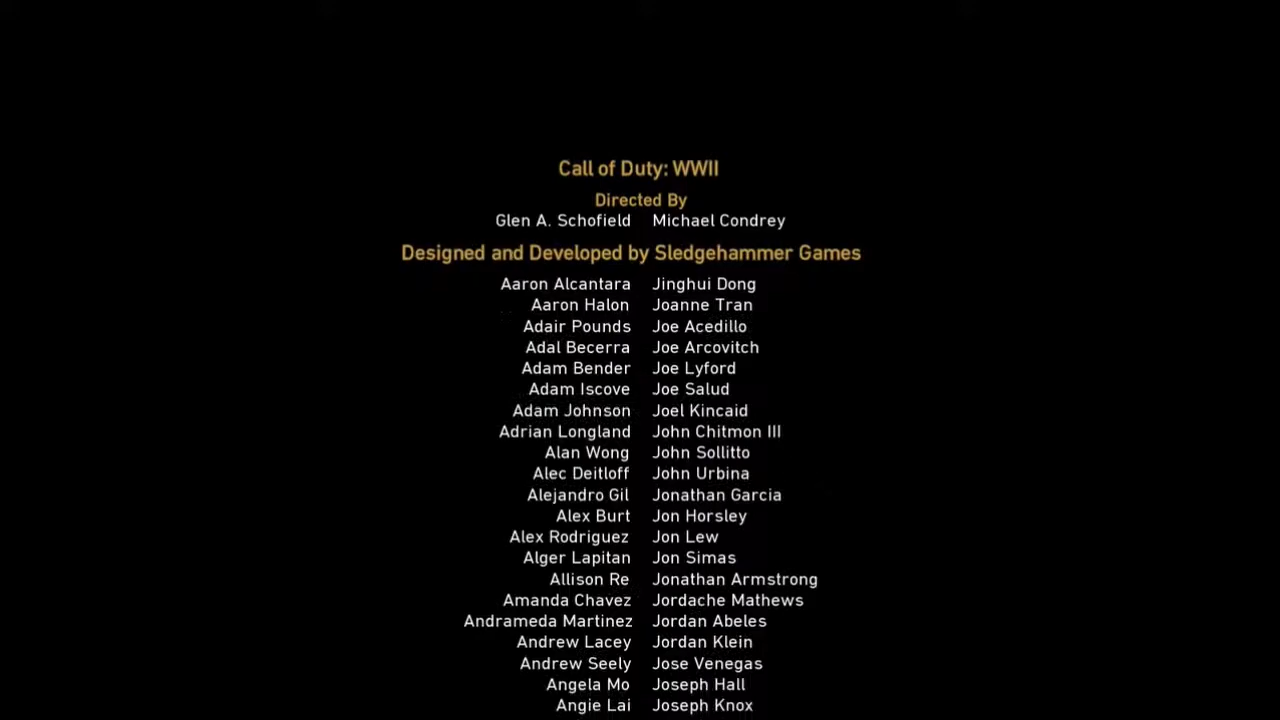 Call of Duty: WWII
Directed By
Glen A. Schofield Michael Condrey
Designed and Developed by Sledgehammer Games
Aaron Alcantara Jinghui Dong
Aaron Halon Joanne Tran
Adair Pounds Joe Acedillo
Adal Becerra Joe Arcovitch
Adam Bender Joe Lyford
Adam Iscove Joe Salud
Adam Johnson Joel Kincaid
Adrian Longland John Chitmon III
Alan Wong John Sollitto
Alec Deitloff John Urbina
Alejandro Gil Jonathan Garcia
Alex Burt Jon Horsley
Alex Rodriguez Jon Lew
Alger Lapitan Jon Simas
Allison Re Jonathan Armstrong
Amanda Chavez Jordache Mathews
Andrameda Martinez Jordan Abeles
Andrew Lacey Jordan Klein
Andrew Seely Jose Venegas
Angela Mo Joseph Hall
Angie Lai Joseph Knox